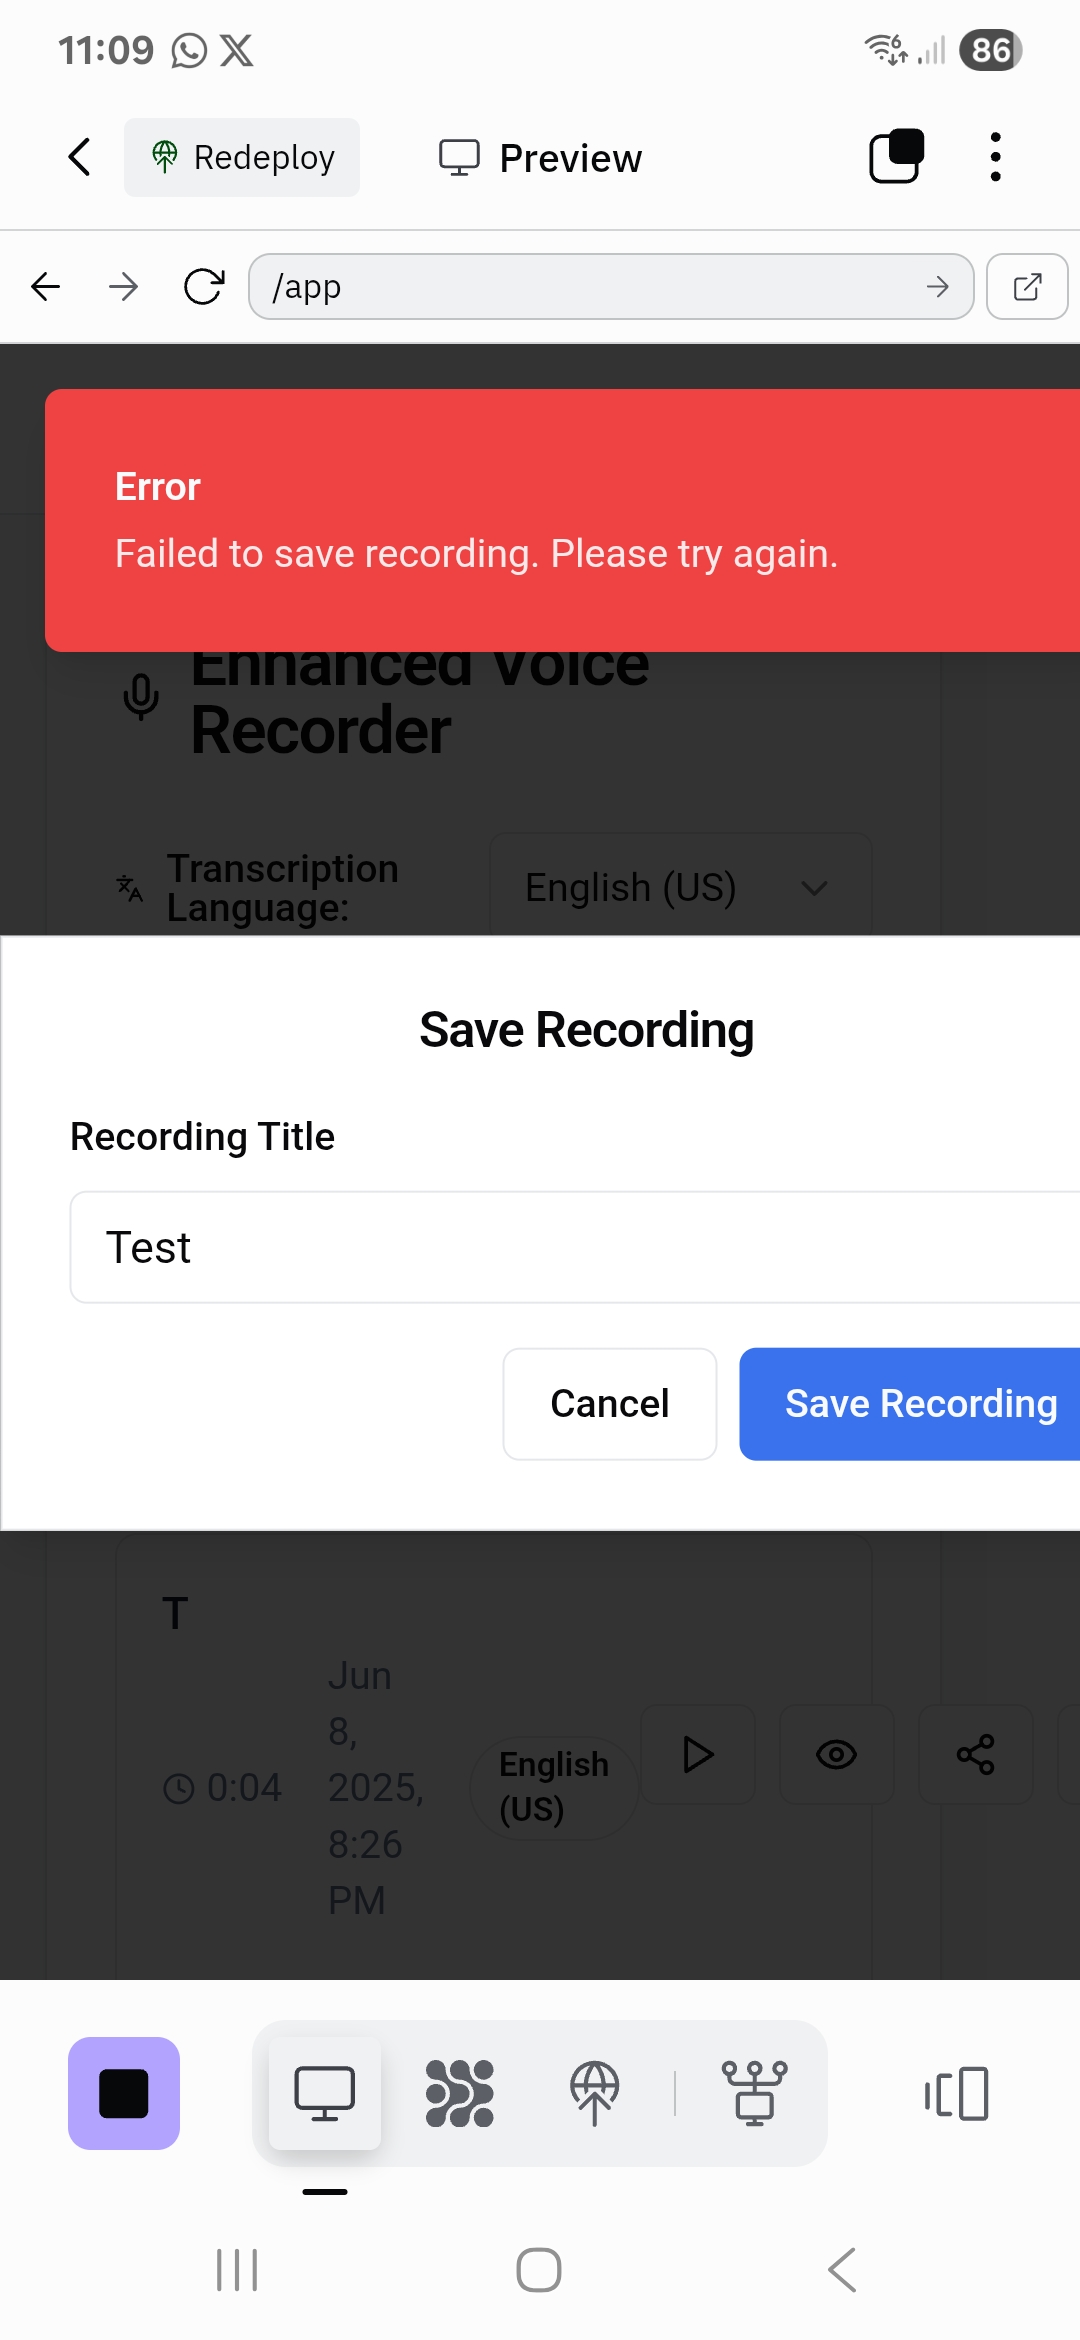 11:09
6
86
Redeploy
Preview
/app
Error
Failed to save recording. Please try again.
Enhanced Voice
Recorder
Transcription
Language:
English (US)
Save Recording
Recording Title
Test
Cancel
Save Recording
T
0:04
Jun
8,
2025,
8:26
PM
English
(US)